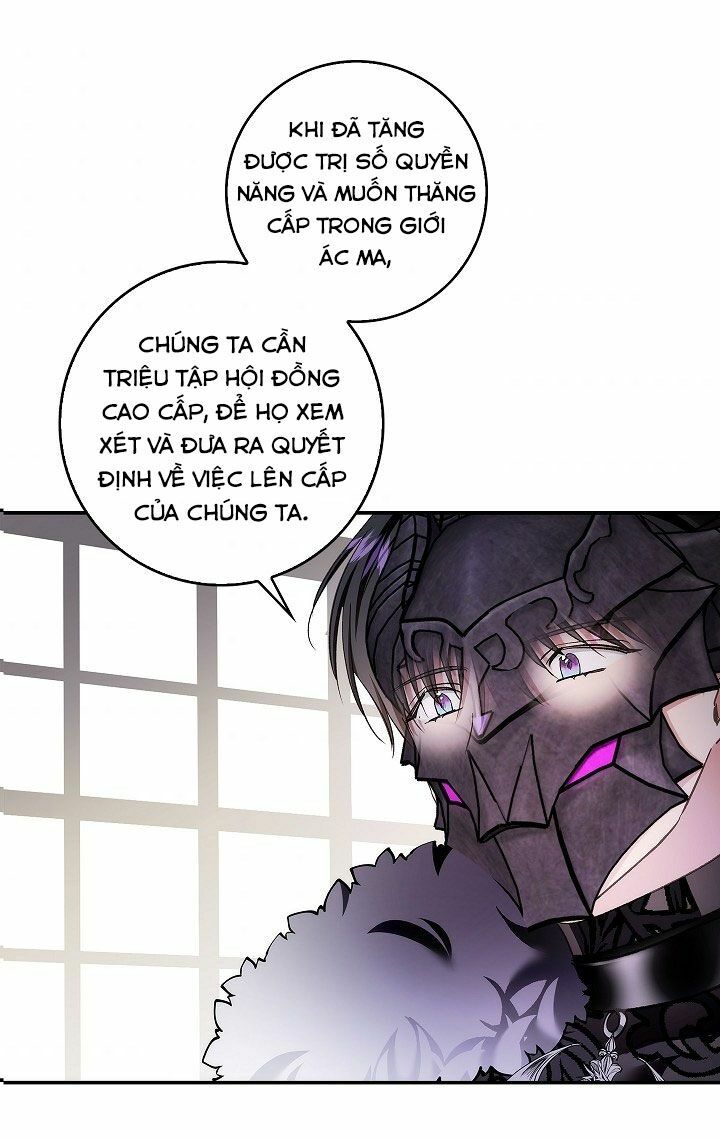 KHI ĐÃ TĂNG
ĐƯỢC TRỊ SỐ QUYỀN
NĂNG VÀ MUỐN THĂNG
CẤP TRONG GIỚI
ÁC MA,
CHÚNG TA CẦN
TRIỆU TẬP HỘI ĐỒNG
CAO CẤP, ĐỂ HỌ XEM
XÉT VÀ ĐƯA RA QUYẾT
ĐỊNH VỀ VIỆC LÊN CẤP
CỦA CHÚNG TA.